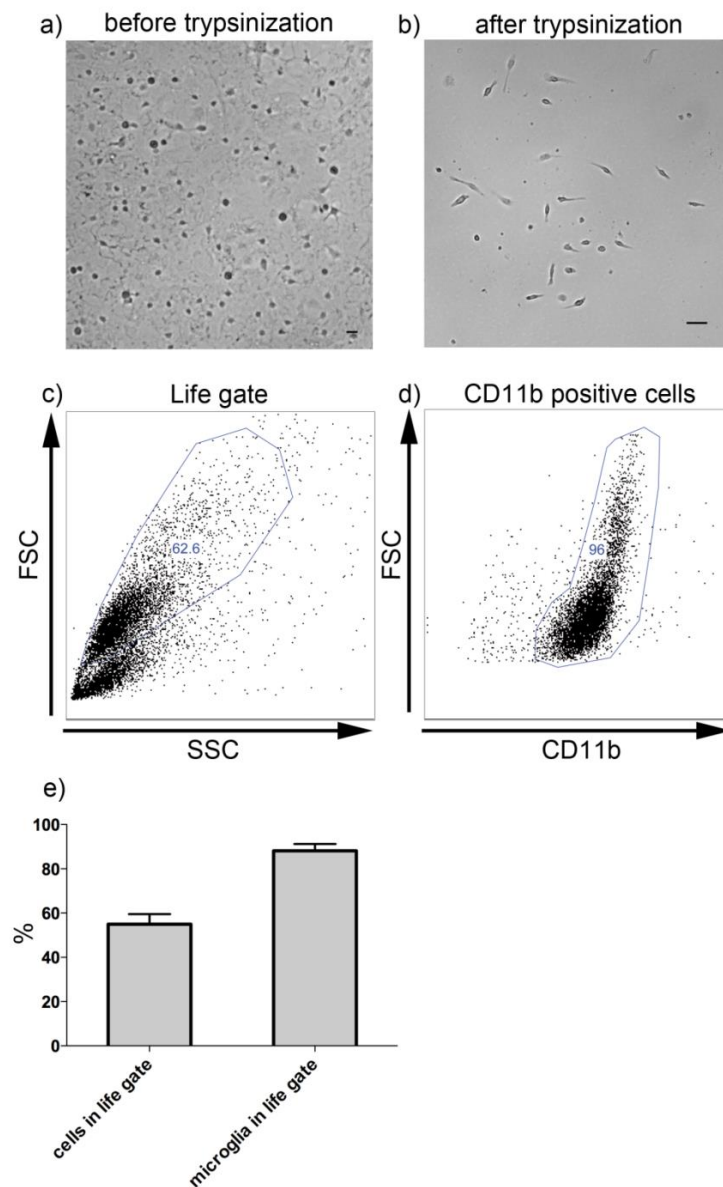 a) before trypsinization
b) after trypsinization
c) Life gate
FSC
62.6
SSC
d) CD11b positive cells
FSC
96
CD11b
e)
100
80
60
40
20
0
%
cells in life gate
microglia in life gate